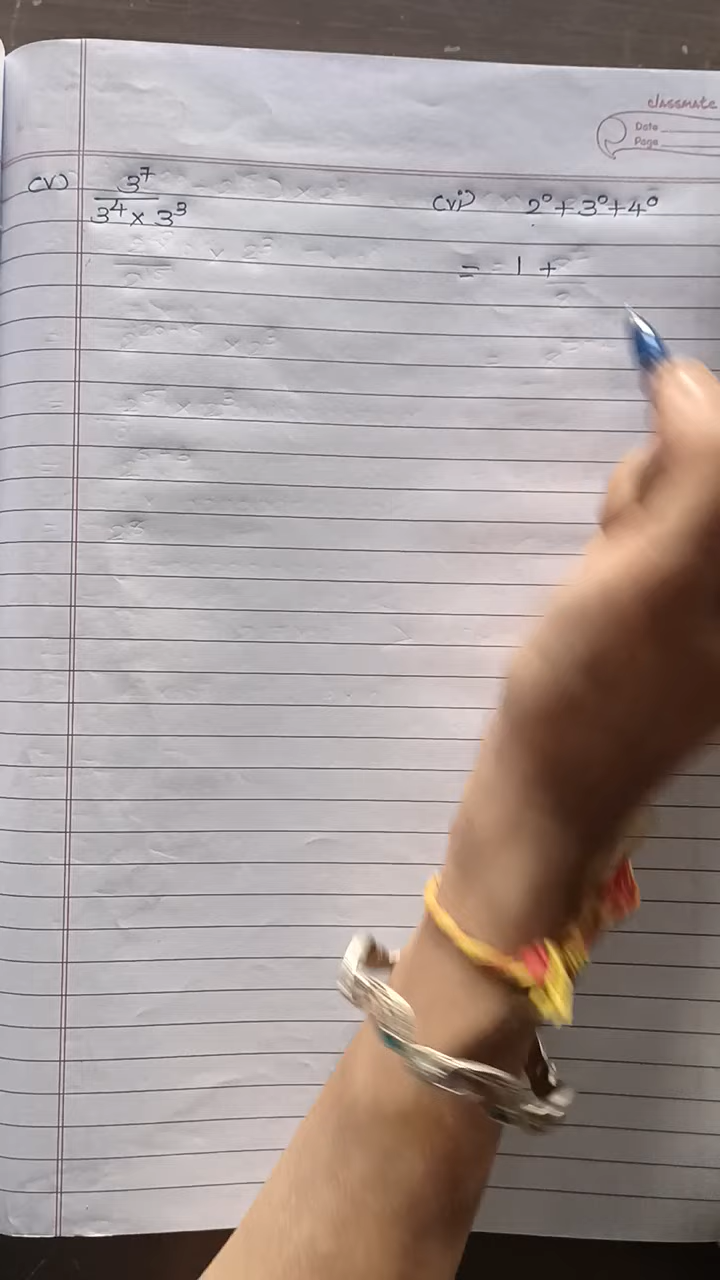 classmate
Date
Page
(v) 3⁷
3⁴ × 3³
(vi) 2⁰+3⁰+4⁰
= 1 +